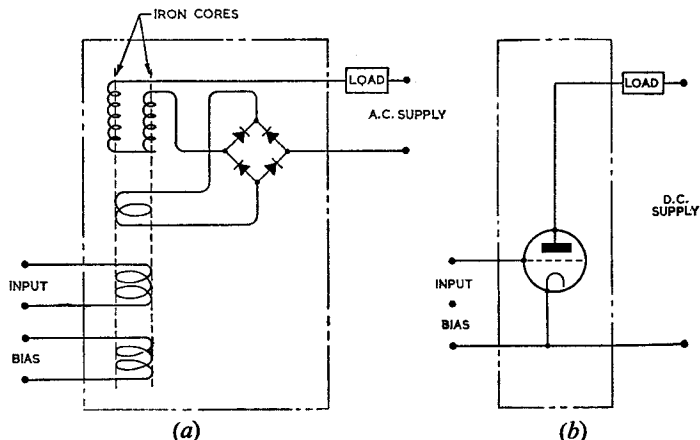 IRON CORES
LOAD
A.C. SUPPLY
INPUT
BIAS
(a)
LOAD
D.C.
SUPPLY
INPUT
BIAS
(b)